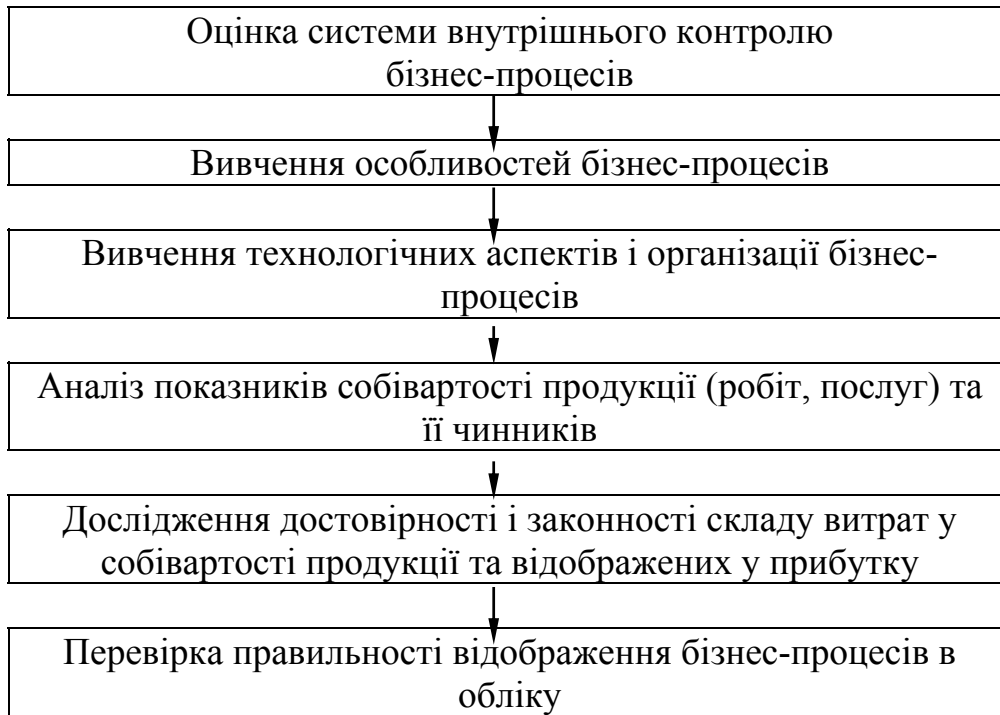 Оцінка системи внутрішнього контролю
бізнес-процесів
Вивчення особливостей бізнес-процесів
Вивчення технологічних аспектів і організації бізнес-
процесів
Аналіз показників собівартості продукції (робіт, послуг) та
її чинників
Дослідження достовірності і законності складу витрат у
собівартості продукції та відображених у прибутку
Перевірка правильності відображення бізнес-процесів в
обліку